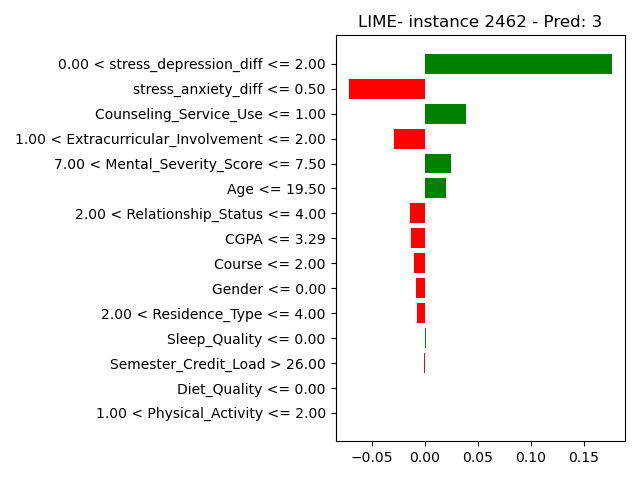 LIME- instance 2462 - Pred: 3
0.00 < stress_depression_diff <= 2.00
stress_anxiety_diff <= 0.50
Counseling_Service_Use <= 1.00
1.00 < Extracurricular_Involvement <= 2.00
7.00 < Mental_Severity_Score <= 7.50
Age <= 19.50
2.00 < Relationship_Status <= 4.00
CGPA <= 3.29
Course <= 2.00
Gender <= 0.00
2.00 < Residence_Type <= 4.00
Sleep_Quality <= 0.00
Semester_Credit_Load > 26.00
Diet_Quality <= 0.00
1.00 < Physical_Activity <= 2.00
−0.05 0.00 0.05 0.10 0.15